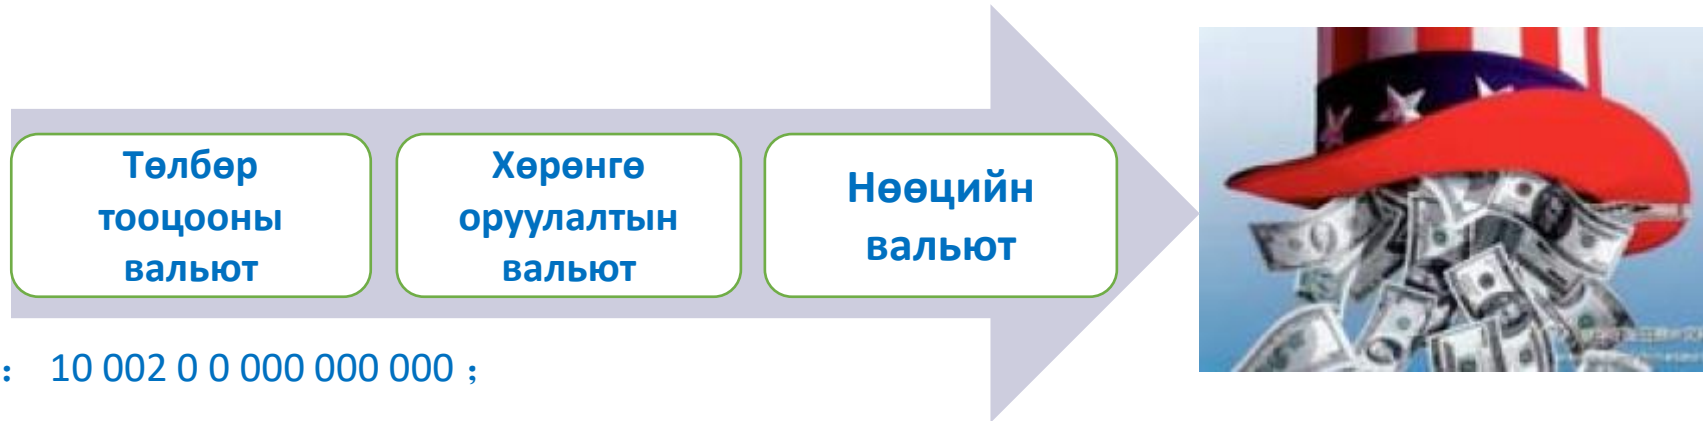 Төлбөр
тооцооны
вальют
Хөрөнгө
оруулалтын
вальют
Нөөцийн
вальют
： 10 002 0 0 000 000 000；